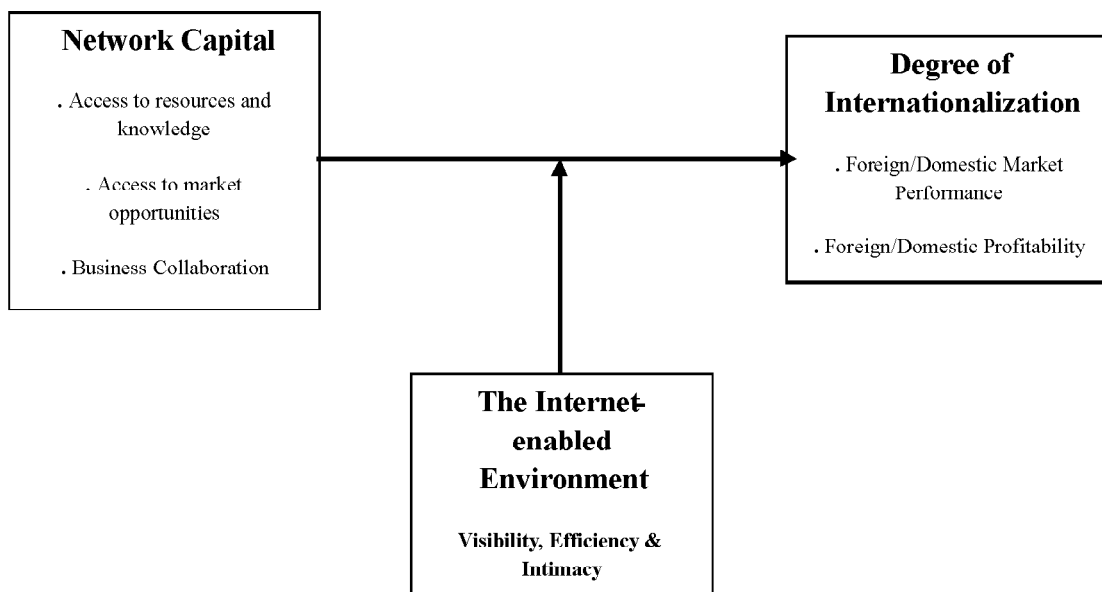 Network Capital
. Access to resources and
knowledge
. Access to market
opportunities
. Business Collaboration
Degree of
Internationalization
. Foreign/Domestic Market
Performance
. Foreign/Domestic Profitability
The Internet-
enabled
Environment
Visibility, Efficiency &
Intimacy